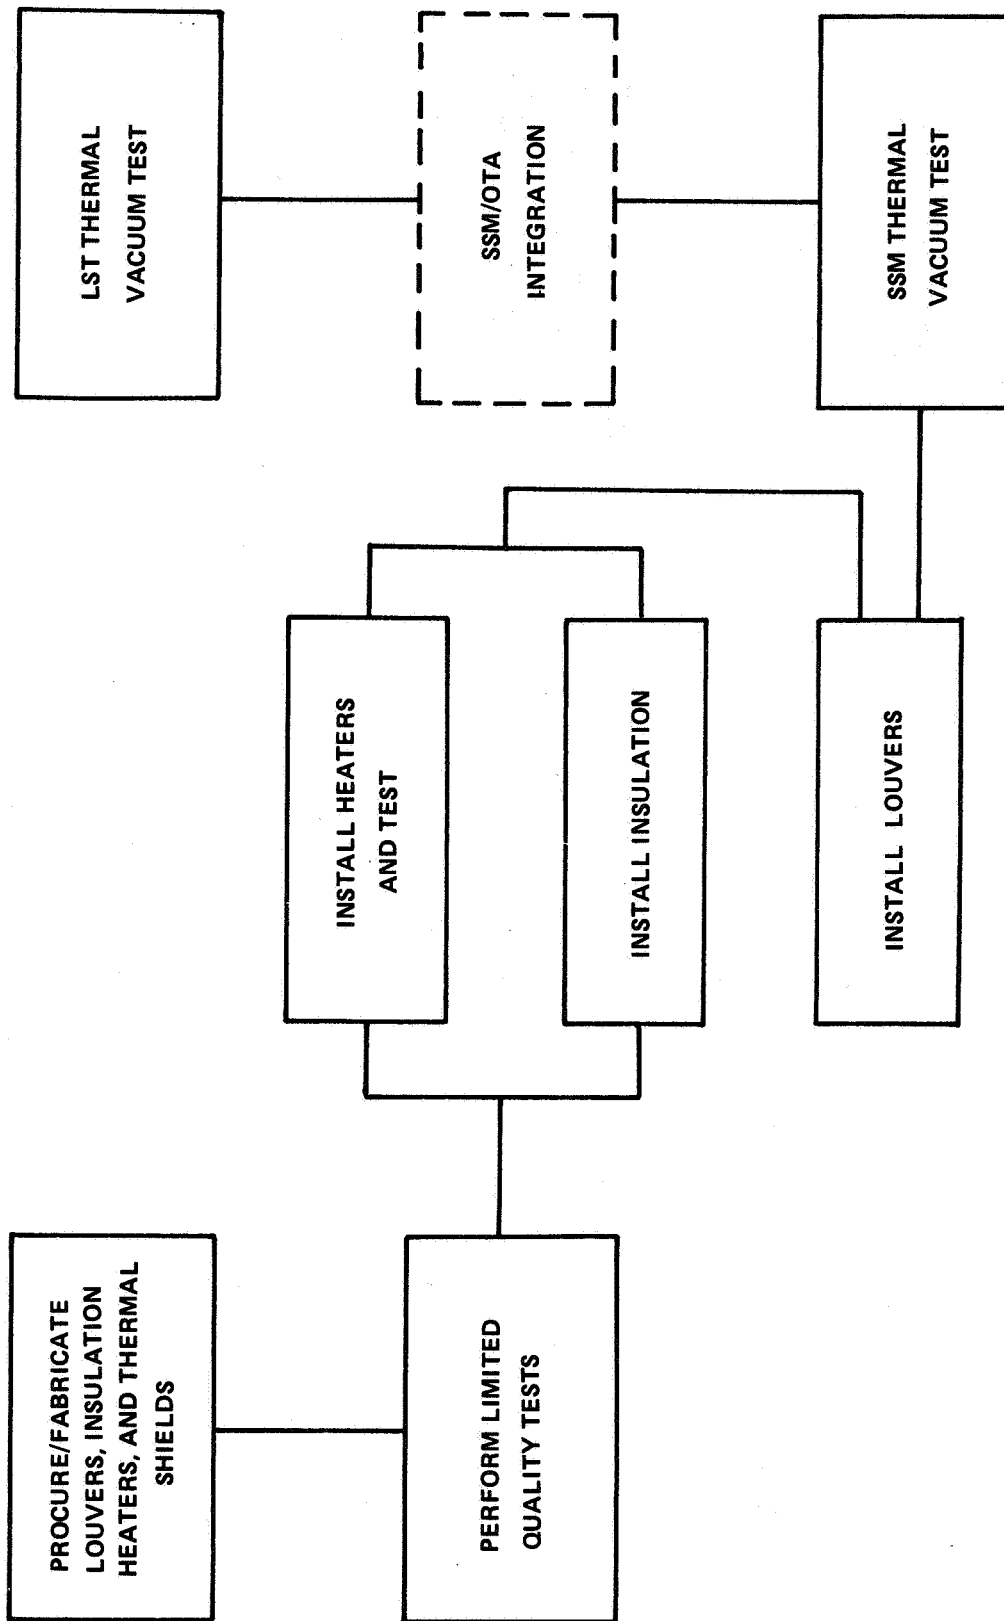 PROCURE/FABRICATE
LOUVERS, INSULATION
HEATERS, AND THERMAL
SHIELDS
PERFORM LIMITED
QUALITY TESTS
INSTALL HEATERS
AND TEST
INSTALL INSULATION
INSTALL LOUVERS
SSM THERMAL
VACUUM TEST
SSM/OTA
INTEGRATION
LST THERMAL
VACUUM TEST